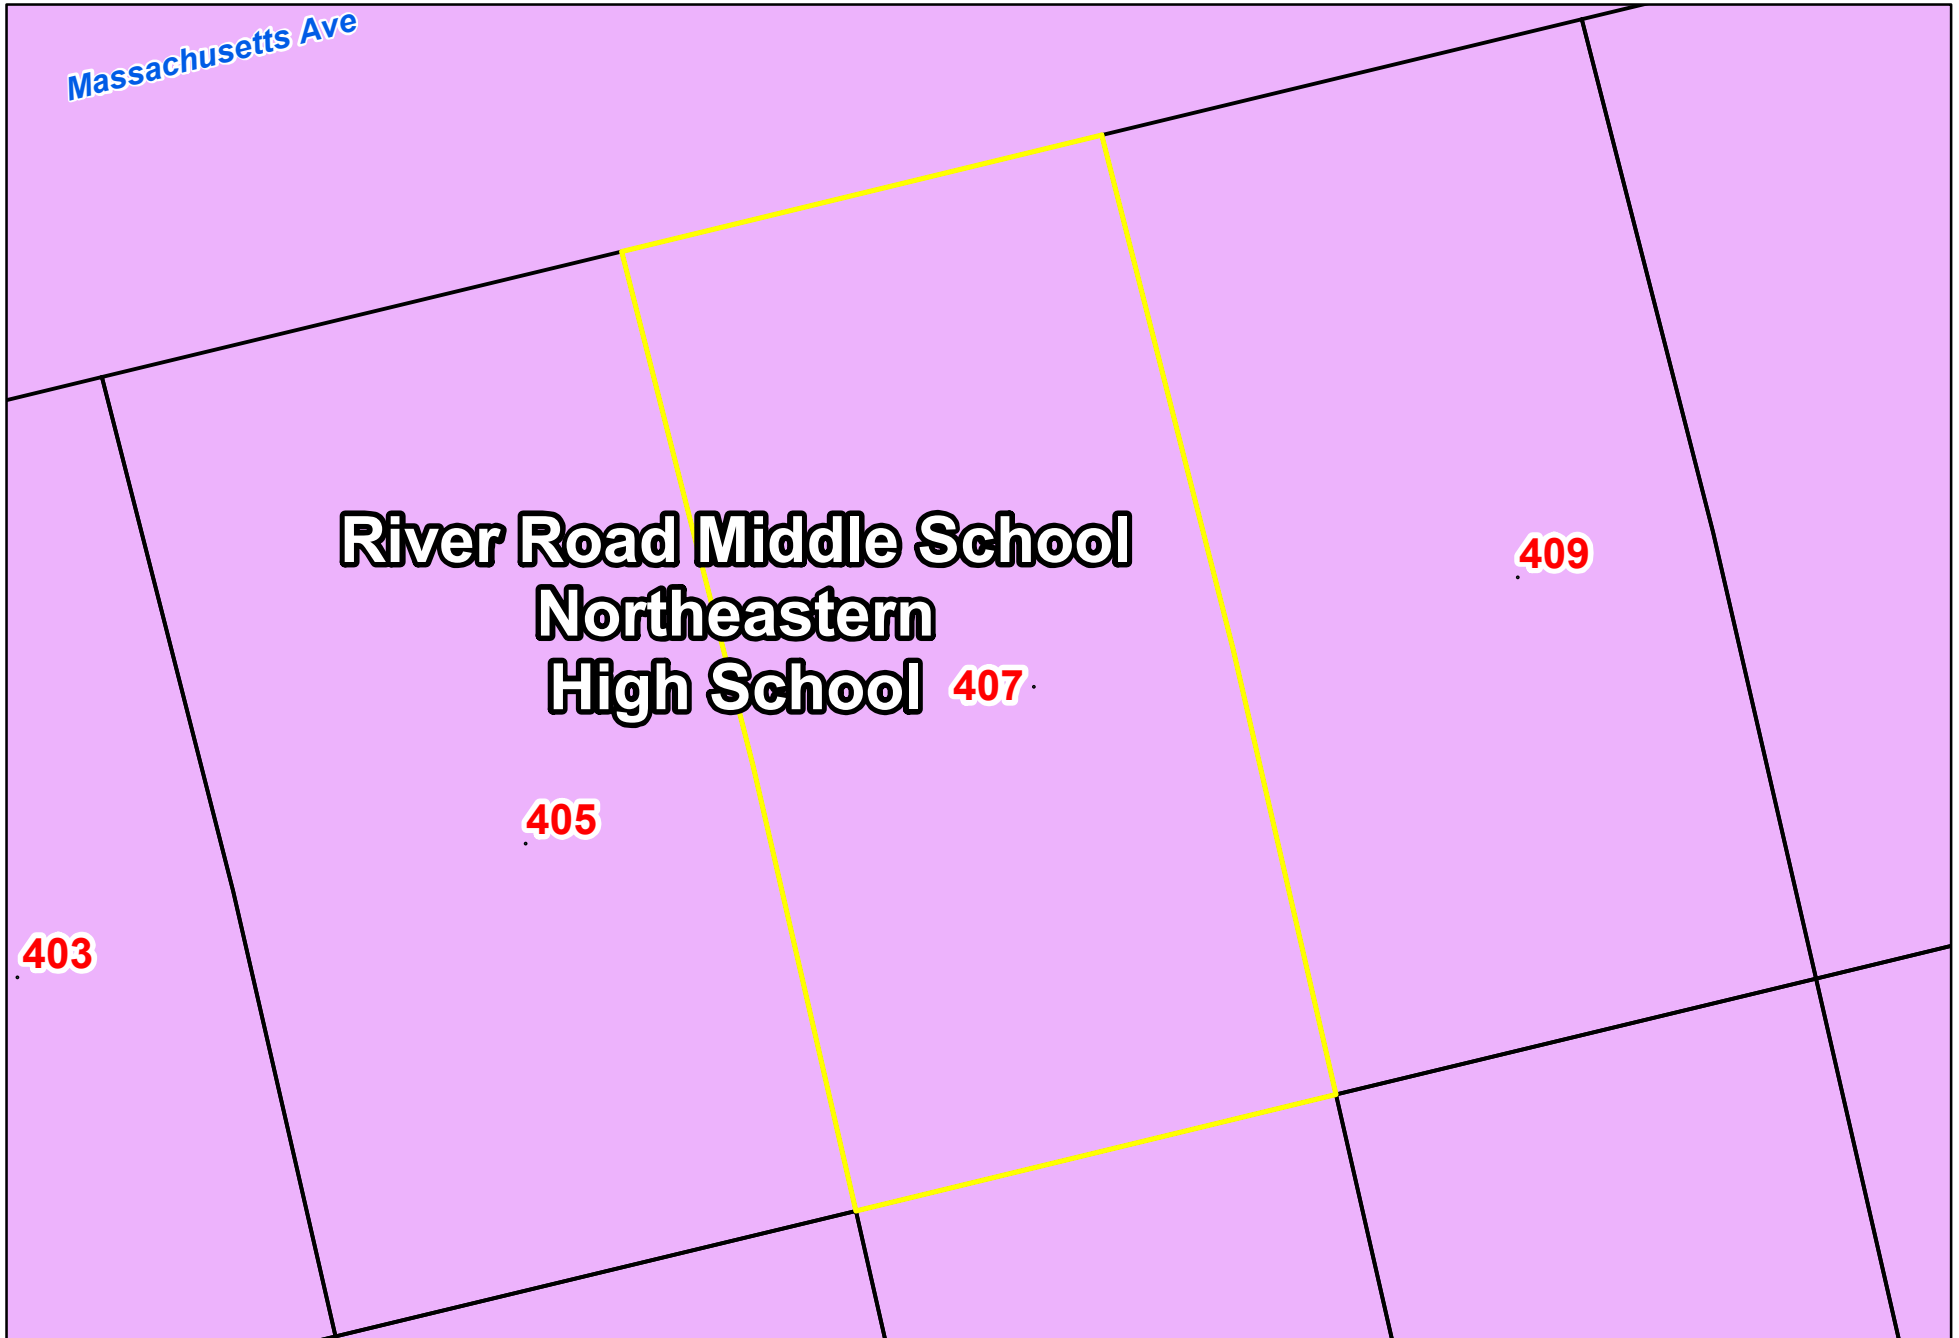 Massachusetts Ave
River Road Middle School
Northeastern
High School
409
407
405
403